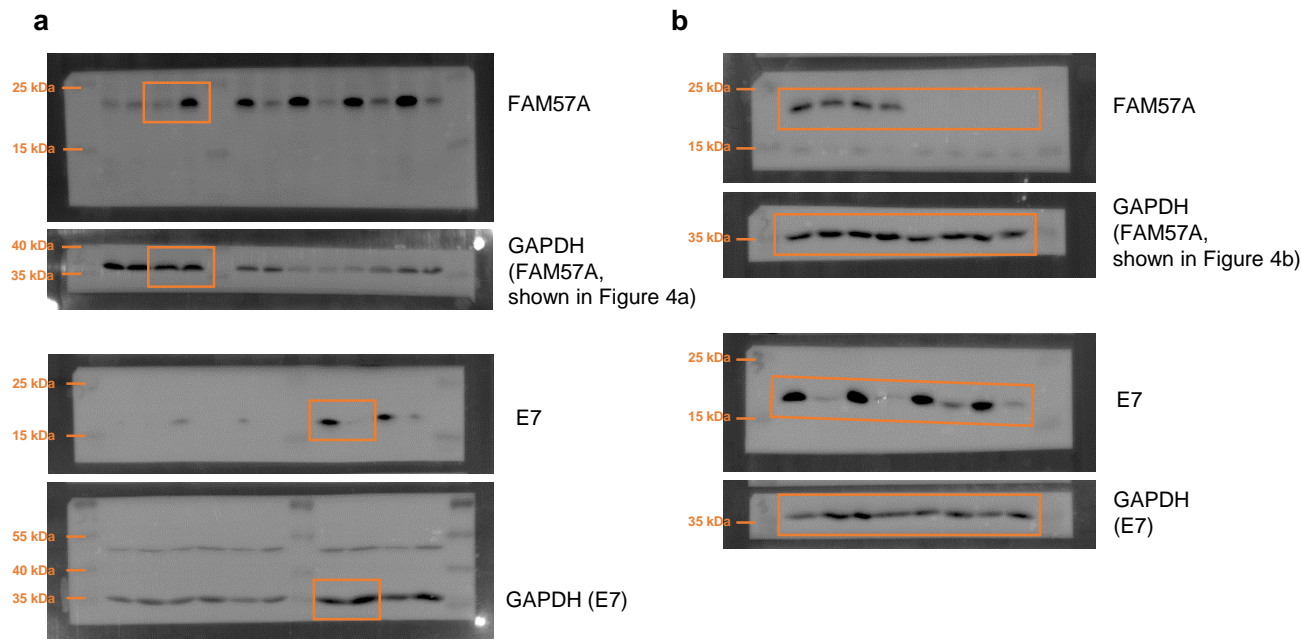 a
25 kDa
15 kDa
FAM57A
40 kDa
35 kDa
GAPDH
(FAM57A,
shown in Figure 4a)
25 kDa
15 kDa
E7
55 kDa
40 kDa
35 kDa
GAPDH (E7)
b
25 kDa
15 kDa
FAM57A
35 kDa
GAPDH
(FAM57A,
shown in Figure 4b)
25 kDa
15 kDa
E7
35 kDa
GAPDH
(E7)